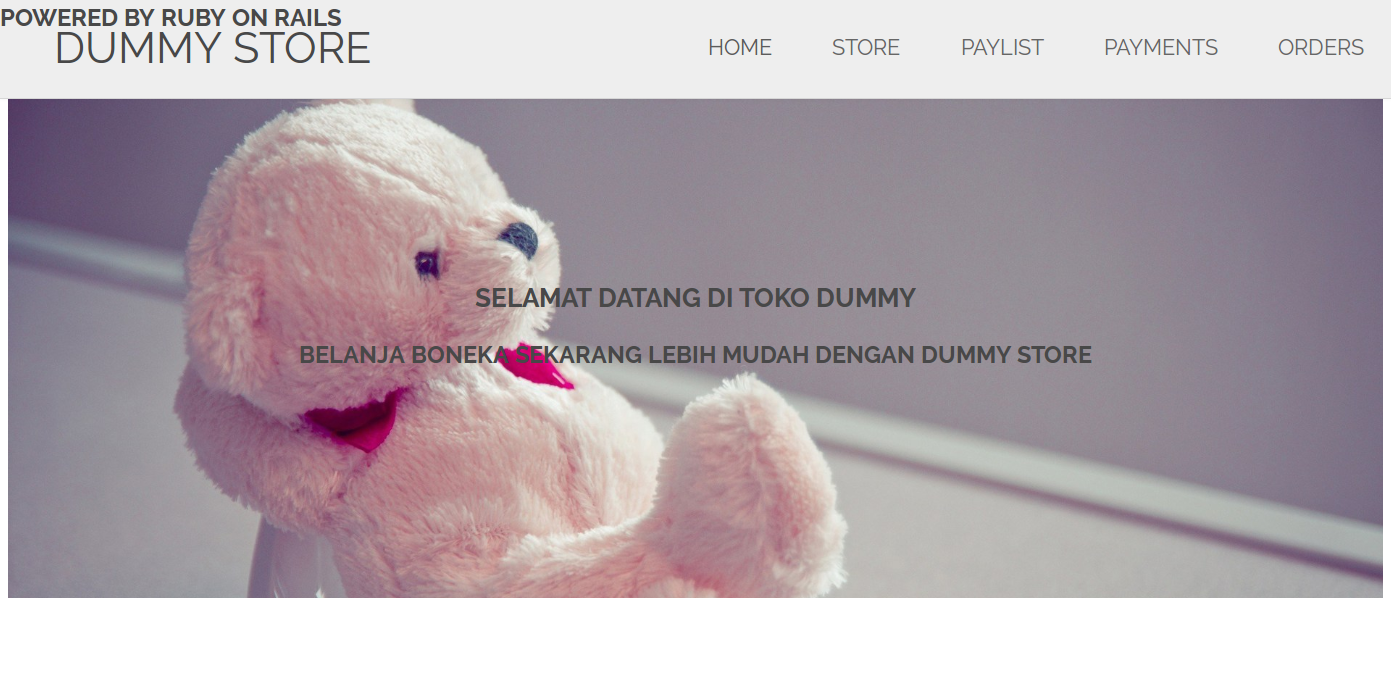 POWERED BY RUBY ON RAILS
DUMMY STORE
HOME STORE PAYLIST PAYMENTS ORDERS
SELAMAT DATANG DI TOKO DUMMY
BELANJA BONEKA SEKARANG LEBIH MUDAH DENGAN DUMMY STORE